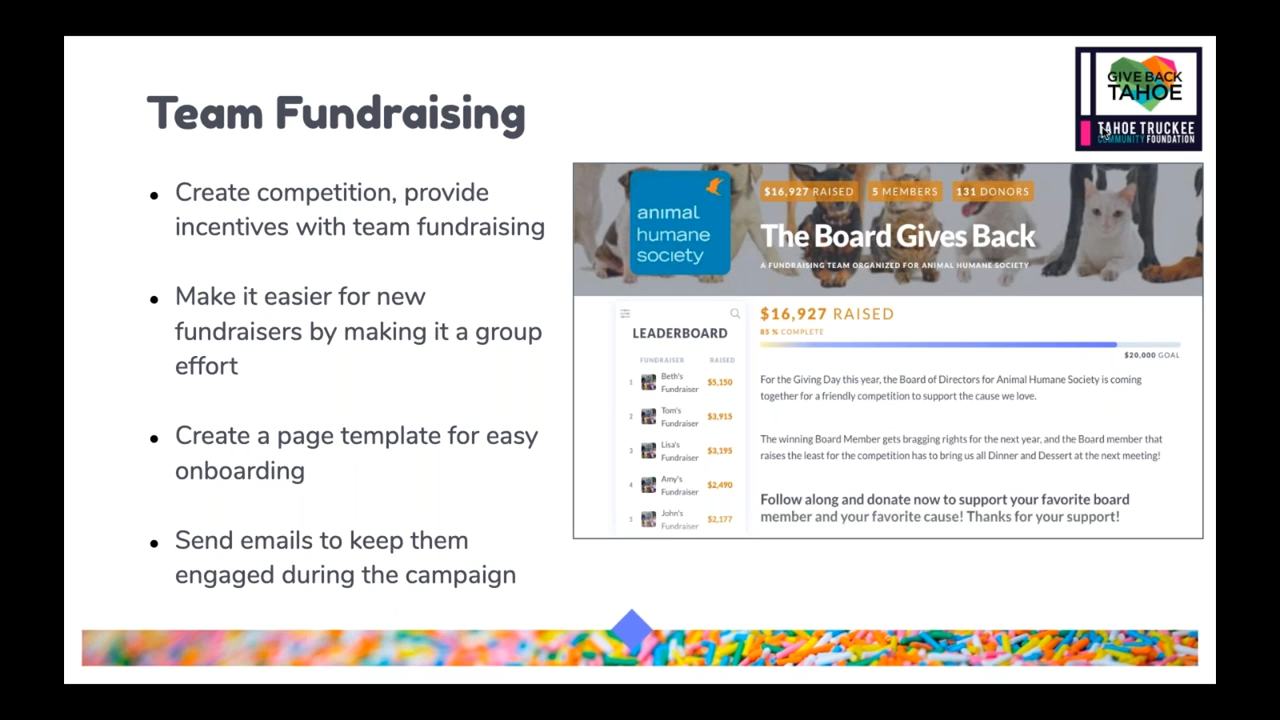 Team Fundraising
GIVE BACK
TAHOE
TAHOE TRUCKEE
COMMUNITY FOUNDATION
• Create competition, provide
incentives with team fundraising
• Make it easier for new
fundraisers by making it a group
effort
• Create a page template for easy
onboarding
• Send emails to keep them
engaged during the campaign
anımal
humane
socıety
$16,927 RAISED
5 MEMBERS
131 DONORS
The Board Gives Back
A FUNDRAISING TEAM ORGANIZED FOR ANIMAL HUMANE SOCIETY
LEADERBOARD
FUNDRAISER RAISED
1 Beth's
Fundraiser $5,150
2 Tom's
Fundraiser $3,915
3 Lisa's
Fundraiser $3,195
4 Amy's
Fundraiser $2,490
5 John's
Fundraiser $2,177
$16,927 RAISED
85 % COMPLETE
$20,000 GOAL
For the Giving Day this year, the Board of Directors for Animal Humane Society is coming
together for a friendly competition to support the cause we love.
The winning Board Member gets bragging rights for the next year, and the Board member that
raises the least for the competition has to bring us all Dinner and Dessert at the next meeting!
Follow along and donate now to support your favorite board
member and your favorite cause! Thanks for your support!